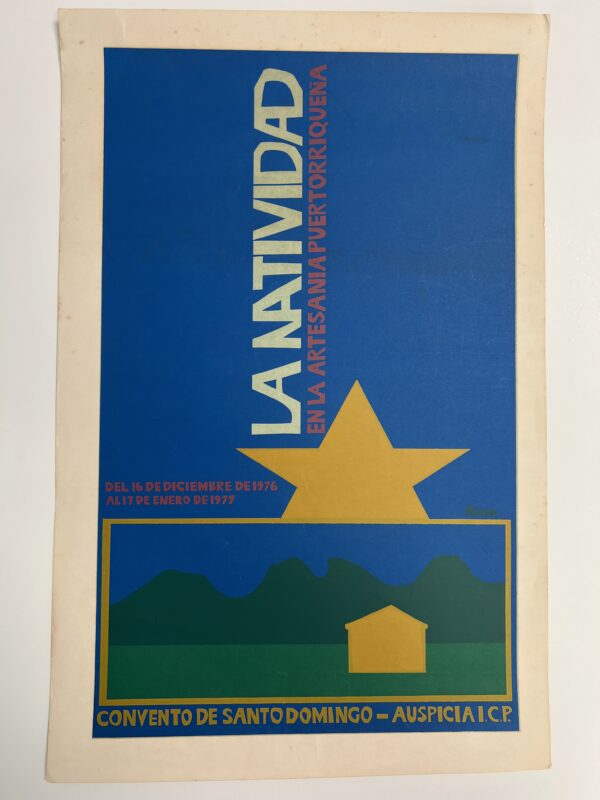 LA NATIVIDAD
EN LA ARTESANIA PUERTORRIQUEÑA
DEL 16 DE DICIEMBRE DE 1976
AL 17 DE ENERO DE 1977
CONVENTO DE SANTO DOMINGO – AUSPICIA I.C.P.